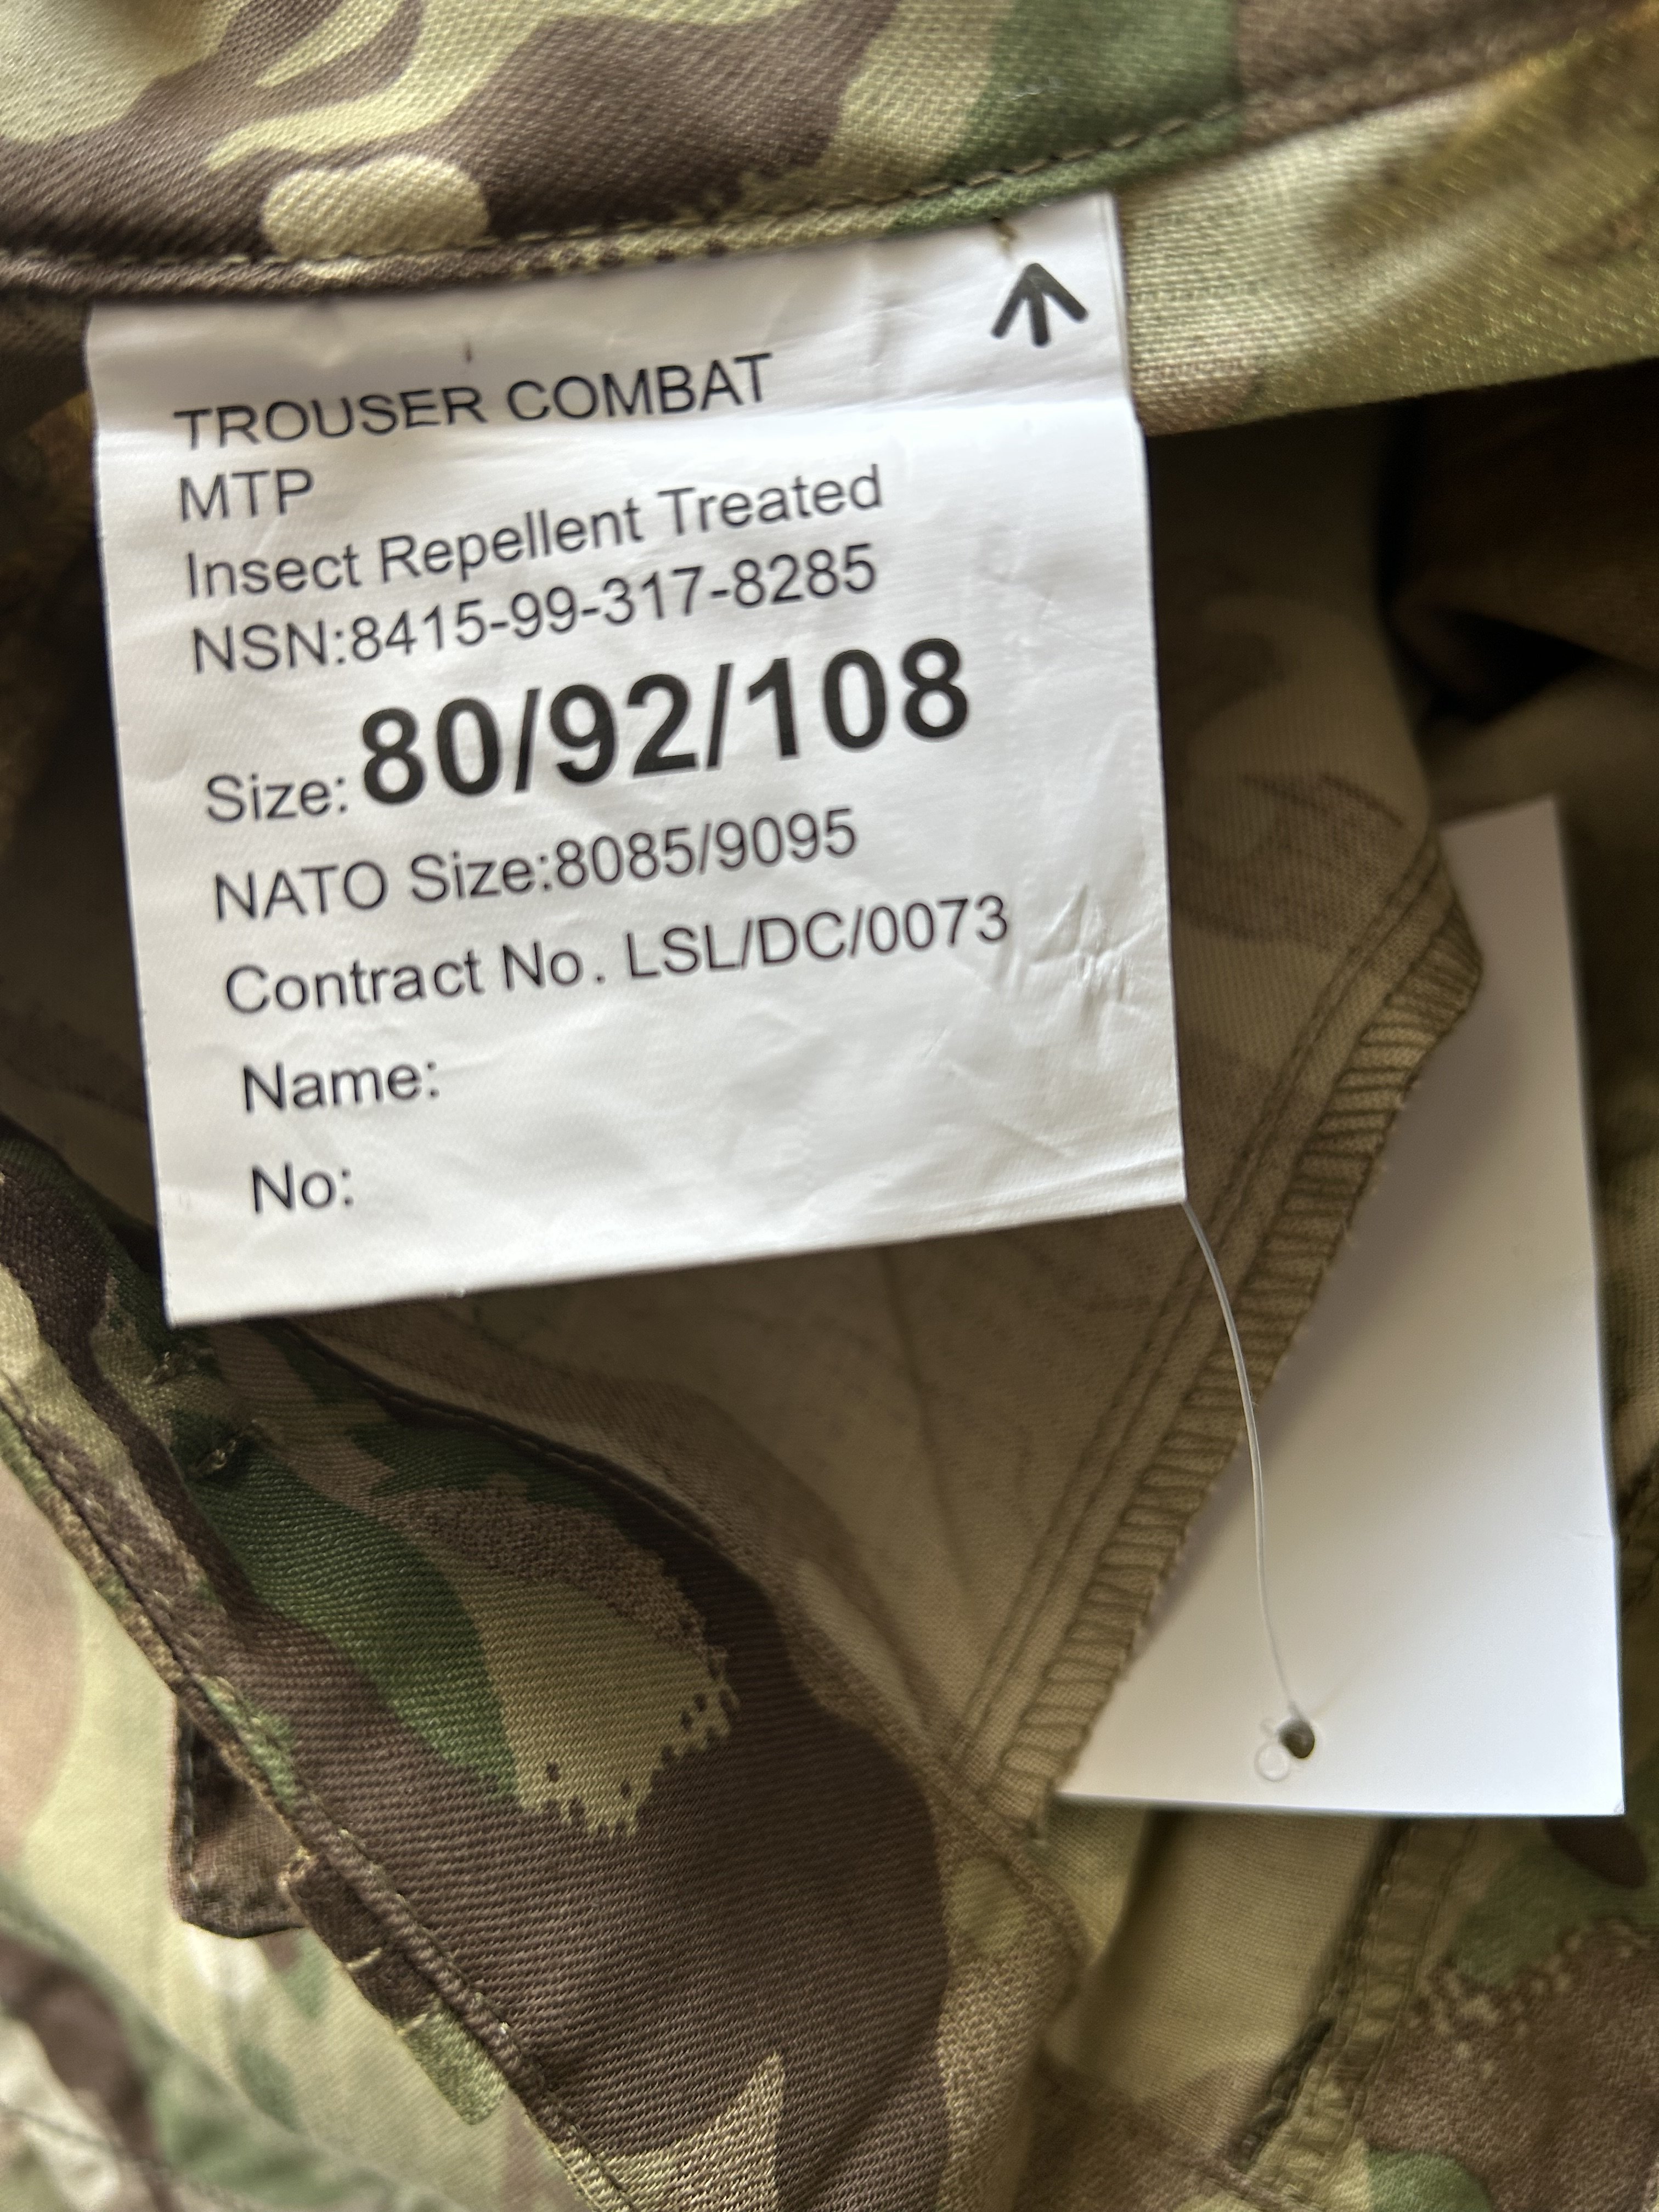 TROUSER COMBAT
MTP
Insect Repellent Treated
NSN:8415-99-317-8285
Size: 80/92/108
NATO Size:8085/9095
Contract No. LSL/DC/0073
Name:
No: